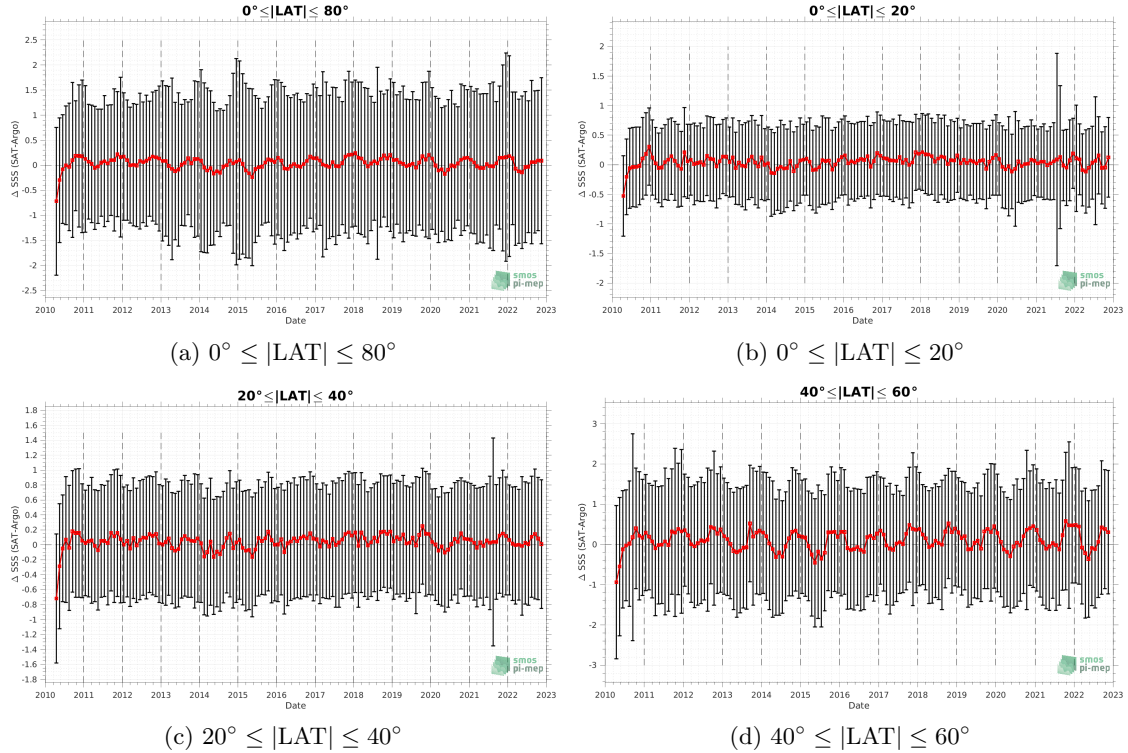 0°≤|LAT|≤ 80°
2.5
2
1.5
1
0.5
0
-0.5
-1
-1.5
-2
-2.5
Δ SSS (SAT-Argo)
2010 2011 2012 2013 2014 2015 2016 2017 2018 2019 2020 2021 2022 2023
Date
smos
pi-mep
(a) 0° ≤ |LAT| ≤ 80°
0°≤|LAT|≤ 20°
2
1.5
1
0.5
0
-0.5
-1
-1.5
-2
Δ SSS (SAT-Argo)
2010 2011 2012 2013 2014 2015 2016 2017 2018 2019 2020 2021 2022 2023
Date
smos
pi-mep
(b) 0° ≤ |LAT| ≤ 20°
20°≤|LAT|≤ 40°
1.8
1.6
1.4
1.2
1
0.8
0.6
0.4
0.2
0
-0.2
-0.4
-0.6
-0.8
-1
-1.2
-1.4
-1.6
-1.8
Δ SSS (SAT-Argo)
2010 2011 2012 2013 2014 2015 2016 2017 2018 2019 2020 2021 2022 2023
Date
smos
pi-mep
(c) 20° ≤ |LAT| ≤ 40°
40°≤|LAT|≤ 60°
3
2
1
0
-1
-2
-3
Δ SSS (SAT-Argo)
2010 2011 2012 2013 2014 2015 2016 2017 2018 2019 2020 2021 2022 2023
Date
smos
pi-mep
(d) 40° ≤ |LAT| ≤ 60°